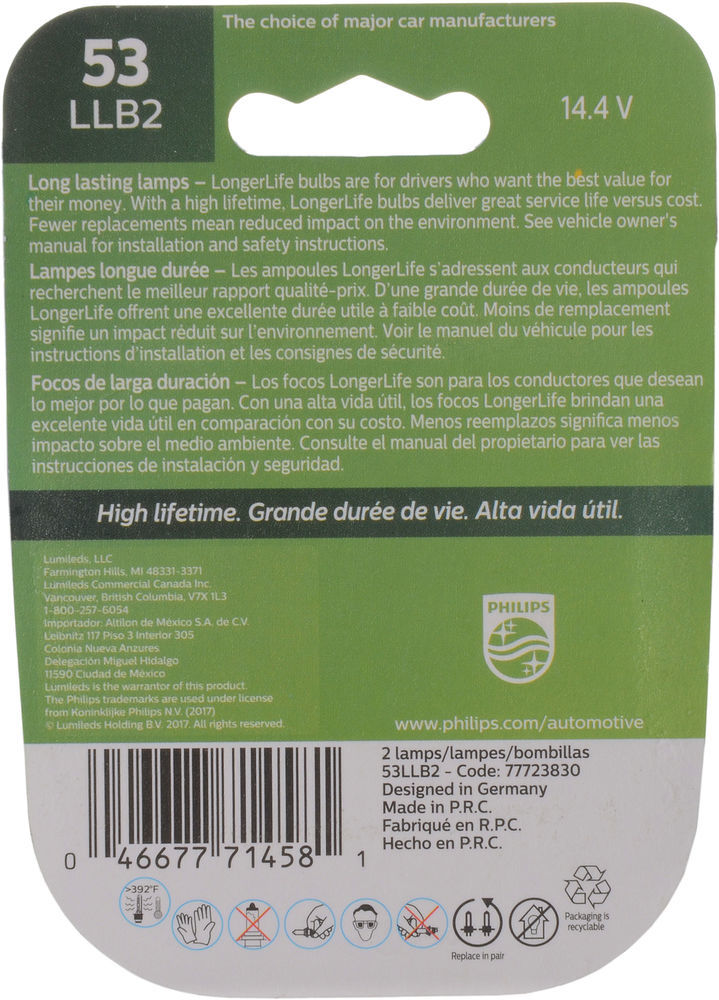 The choice of major car manufacturers
53
LLB2
14.4 V
Long lasting lamps – LongerLife bulbs are for drivers who want the best value for
their money. With a high lifetime, LongerLife bulbs deliver great service life versus cost.
Fewer replacements mean reduced impact on the environment. See vehicle owner's
manual for installation and safety instructions.
Lampes longue durée – Les ampoules LongerLife s'adressent aux conducteurs qui
recherchent le meilleur rapport qualité-prix. D'une grande durée de vie, les ampoules
LongerLife offrent une excellente durée utile à faible coût. Moins de remplacement
signifie un impact réduit sur l'environnement. Voir le manuel du véhicule pour les
instructions d'installation et les consignes de sécurité.
Focos de larga duración – Los focos LongerLife son para los conductores que desean
lo mejor por lo que pagan. Con una alta vida útil, los focos LongerLife brindan una
excelente vida útil en comparación con su costo. Menos reemplazos significa menos
impacto sobre el medio ambiente. Consulte el manual del propietario para ver las
instrucciones de instalación y seguridad.
High lifetime. Grande durée de vie. Alta vida útil.
Lumileds, LLC
Farmington Hills, MI 48331-3371
Lumileds Commercial Canada Inc.
Vancouver, British Columbia, V7X 1L3
1-800-257-6054
Importador: Altilon de México S.A. de C.V.
Leibnitz 117 Piso 3 Interior 305
Colonia Nueva Anzures
Delegación Miguel Hidalgo
11590 Ciudad de México
Lumileds is the warrantor of this product.
The Philips trademarks are used under license
from Koninklijke Philips N.V. (2017)
© Lumileds Holding B.V. 2017. All rights reserved.
PHILIPS
www.philips.com/automotive
2 lamps/lampes/bombillas
53LLB2 - Code: 77723830
Designed in Germany
Made in P.R.C.
Fabriqué en R.P.C.
Hecho en P.R.C.
0 46677 71458 1
>392°F
Replace in pair
Packaging is
recyclable